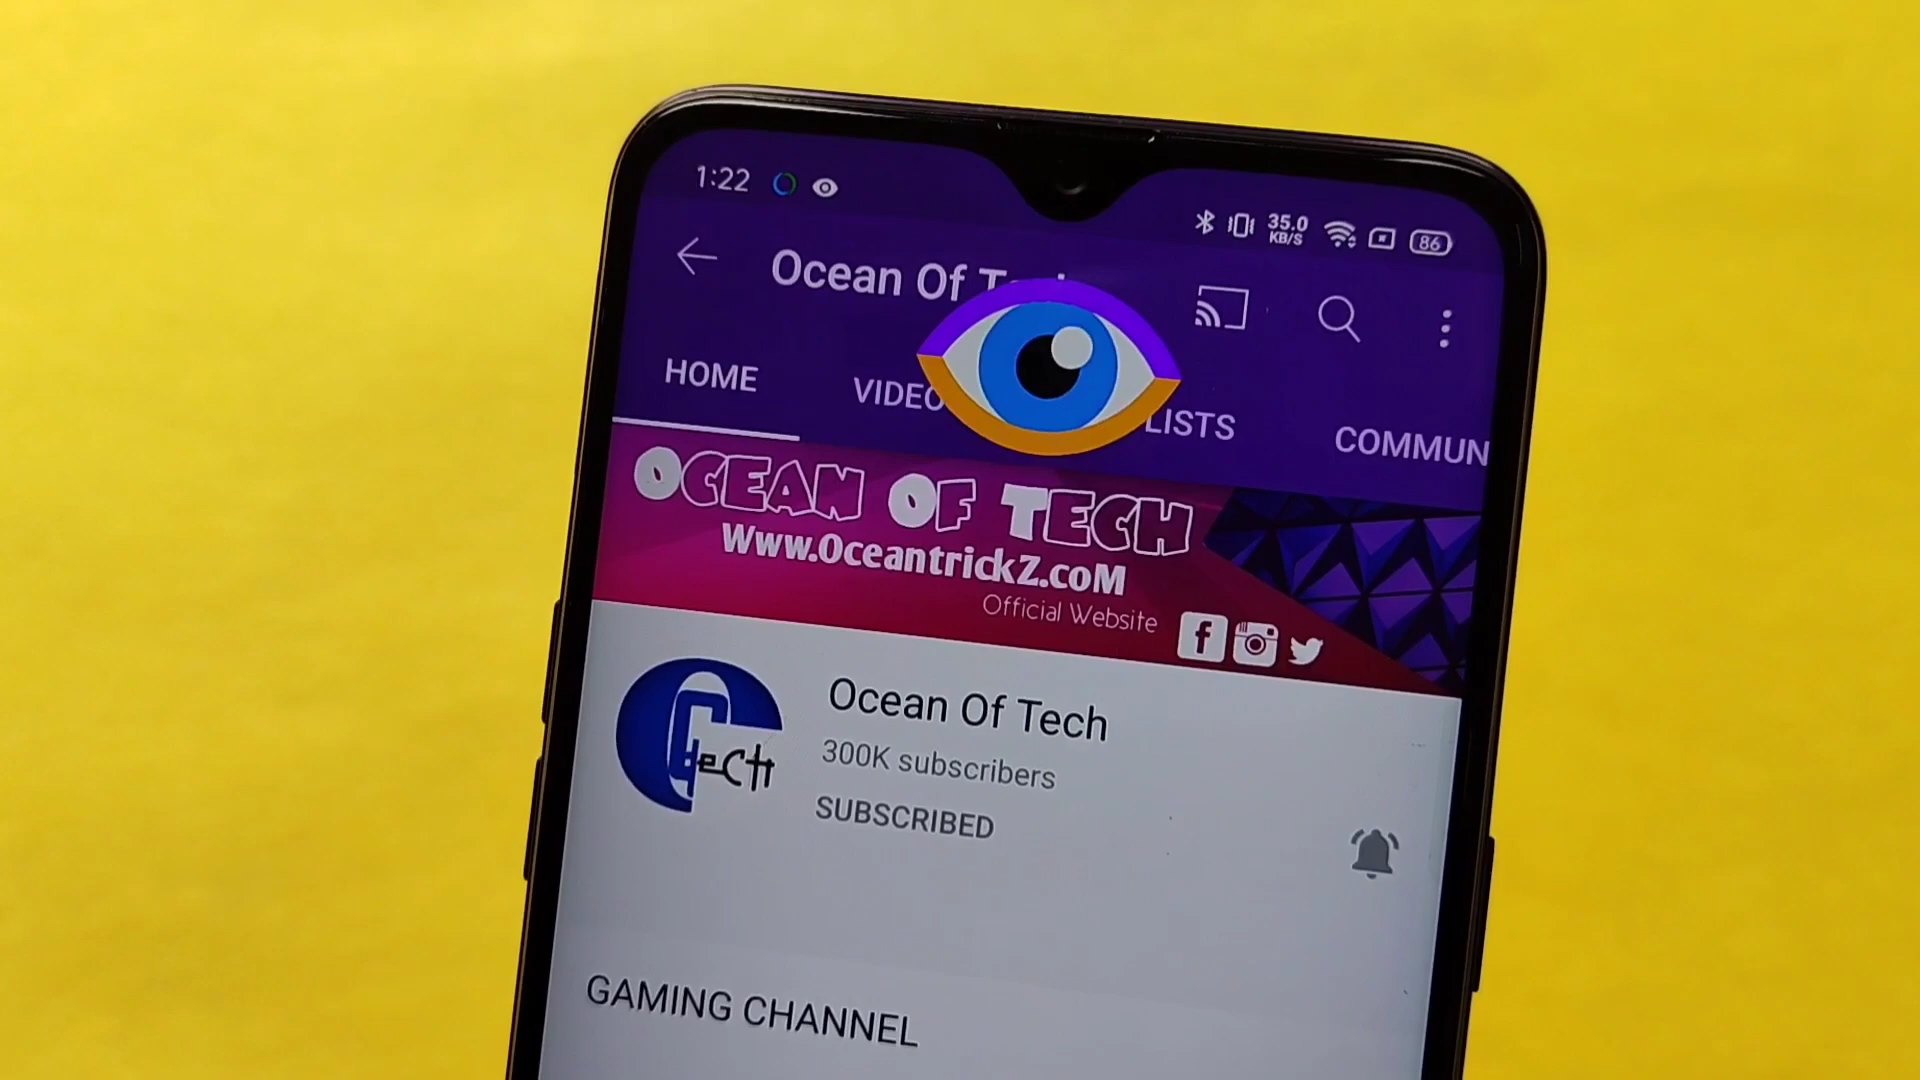 1:22
35.0
KB/S
86
Ocean Of
HOME
VIDEO
LISTS
COMMUN
OCEAN OF TECH
Www.OceantrickZ.coM
Official Website
f
Tech
Ocean Of Tech
300K subscribers
SUBSCRIBED
GAMING CHANNEL